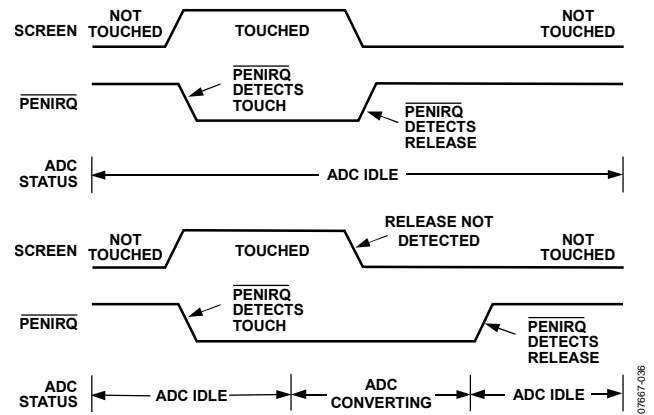 SCREEN
NOT
TOUCHED
TOUCHED
NOT
TOUCHED
PENIRQ
PENIRQ
DETECTS
TOUCH
PENIRQ
DETECTS
RELEASE
ADC
STATUS
ADC IDLE
SCREEN
NOT
TOUCHED
TOUCHED
RELEASE NOT
DETECTED
NOT
TOUCHED
PENIRQ
PENIRQ
DETECTS
TOUCH
PENIRQ
DETECTS
RELEASE
ADC
STATUS
ADC IDLE
ADC
CONVERTING
ADC IDLE
07667-036